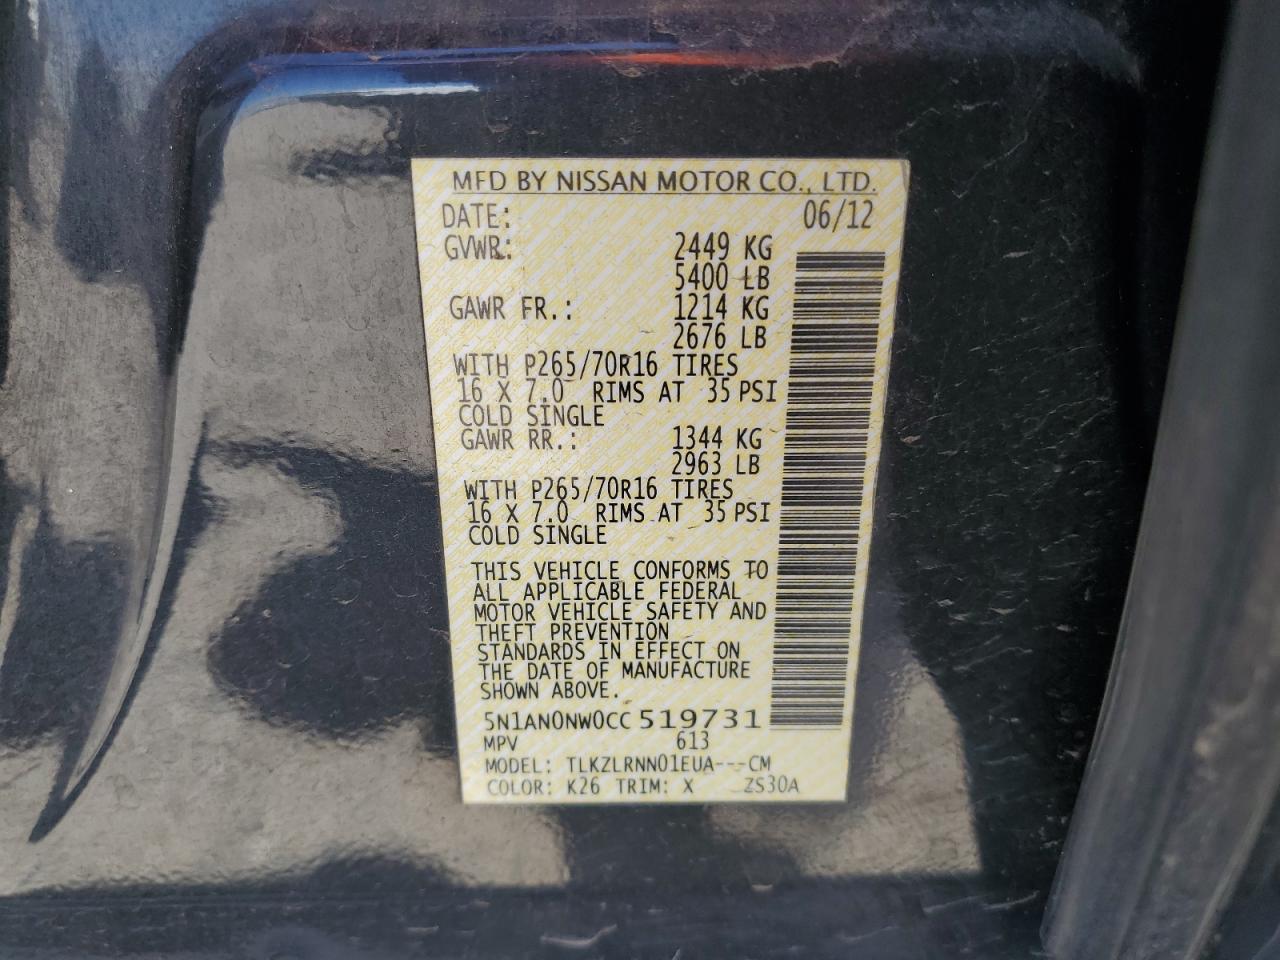 MFD BY NISSAN MOTOR CO., LTD.
DATE: 06/12
GVWR: 2449 KG
5400 LB
GAWR FR.: 1214 KG
2676 LB
WITH P265/70R16 TIRES
16 X 7.0 RIMS AT 35 PSI
COLD SINGLE
GAWR RR.: 1344 KG
2963 LB
WITH P265/70R16 TIRES
16 X 7.0 RIMS AT 35 PSI
COLD SINGLE
THIS VEHICLE CONFORMS TO
ALL APPLICABLE FEDERAL
MOTOR VEHICLE SAFETY AND
THEFT PREVENTION
STANDARDS IN EFFECT ON
THE DATE OF MANUFACTURE
SHOWN ABOVE.
5N1AN0NW0CC519731
MPV 613
MODEL: TLKZLRNN01EUA---CM
COLOR: K26 TRIM: X ZS30A